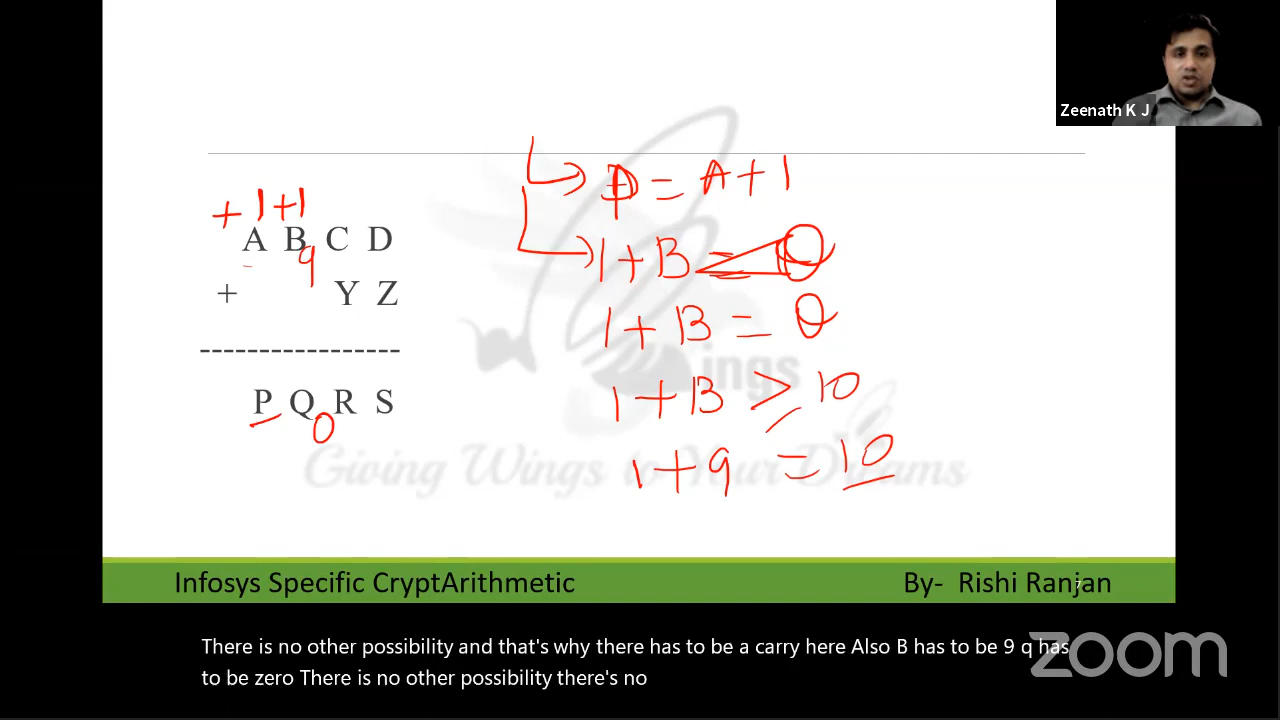 Zeenath K J
P = A + 1
+ 1 + 1
A B C D
9
1 + B = Q
+ Y Z
1 + B = Q
-----------------
1 + B ≥ 10
P Q R S
0
1 + 9 = 10
ings
Giving Wings to Your Dreams
Infosys Specific CryptArithmetic By- Rishi Ranjan
7
There is no other possibility and that's why there has to be a carry here Also B has to be 9 q has
to be zero There is no other possibility there's no
zoom